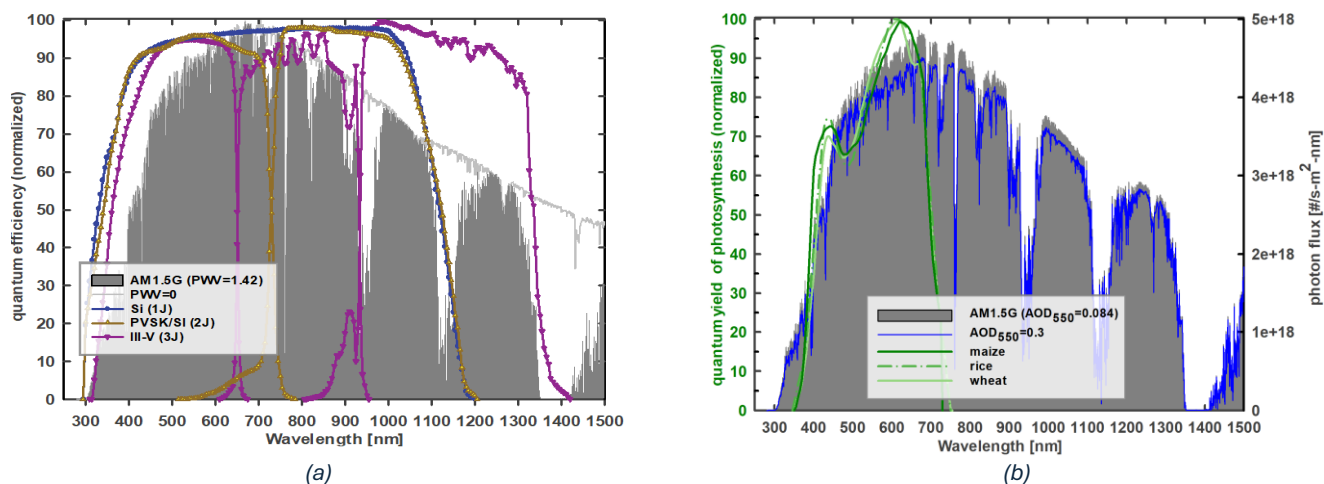 quantum efficiency (normalized)
100
90
80
70
60
50
40
30
20
10
0
AM1.5G (PWV=1.42)
PWV=0
Si (1J)
PVSK/SI (2J)
III-V (3J)
300 400 500 600 700 800 900 1000 1100 1200 1300 1400 1500
Wavelength [nm]
(a)
quantum yield of photosynthesis (normalized)
100
90
80
70
60
50
40
30
20
10
0
AM1.5G (AOD550=0.084)
AOD550=0.3
maize
rice
wheat
300 400 500 600 700 800 900 1000 1100 1200 1300 1400 1500
Wavelength [nm]
5e+18
4e+18
3e+18
2e+18
1e+18
0
photon flux [#/s-m2-nm]
(b)